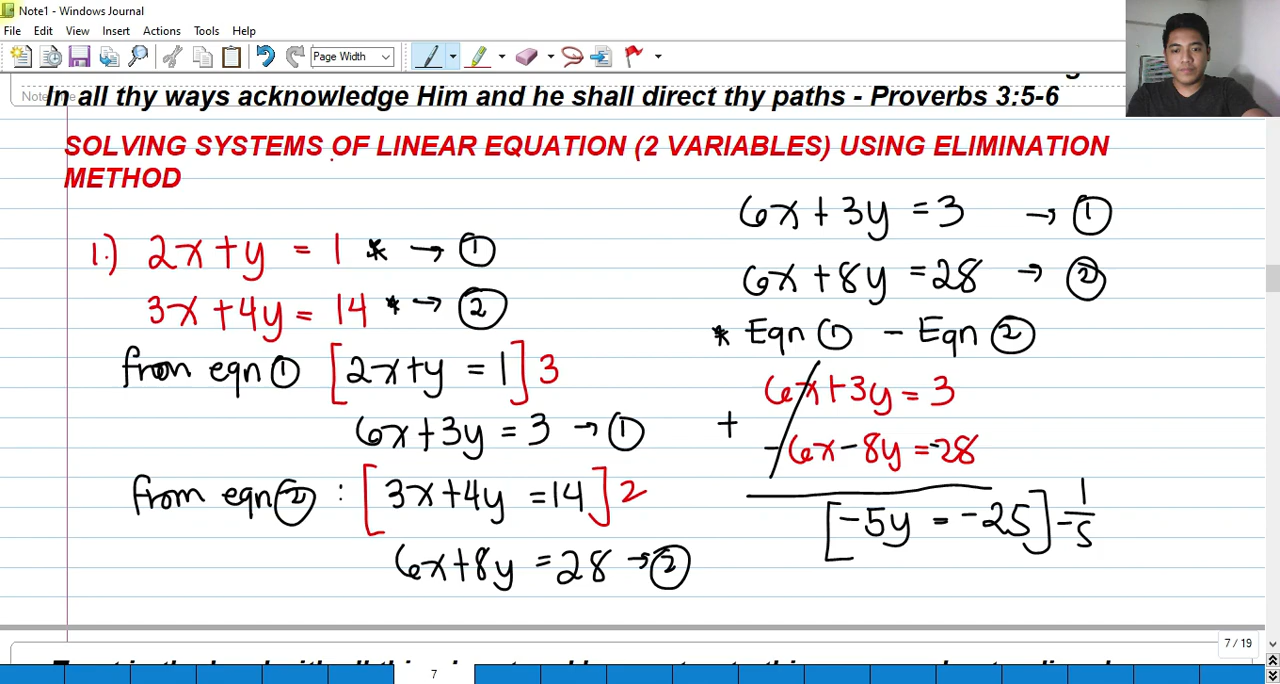 Note1 - Windows Journal
File Edit View Insert Actions Tools Help
Page Width
In all thy ways acknowledge Him and he shall direct thy paths - Proverbs 3:5-6
SOLVING SYSTEMS OF LINEAR EQUATION (2 VARIABLES) USING ELIMINATION
METHOD
1.) 2x+y = 1 * → ①
3x+4y = 14 * → ②
from eqn ① [2x+y = 1] 3
6x+3y = 3 → ①
from eqn ② : [3x+4y = 14] 2
6x+8y = 28 → ②
6x+3y = 3 → ①
6x+8y = 28 → ②
* Eqn ① - Eqn ②
6x+3y = 3
+
-6x-8y = -28
[-5y = -25] 1/-5
7 / 19
7